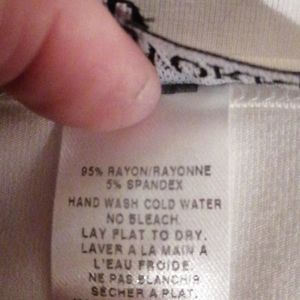 95% RAYON/RAYONNE
5% SPANDEX
HAND WASH COLD WATER
NO BLEACH.
LAY FLAT TO DRY.
LAVER A LA MAIN A
L'EAU FROIDE.
NE PAS BLANCHIR
SÉCHER A PLAT.